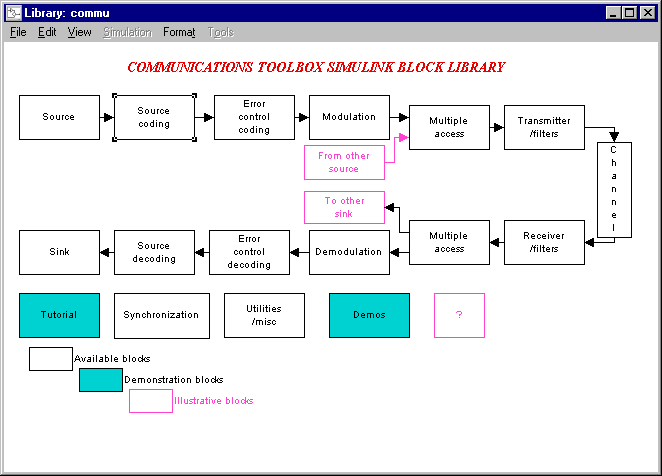 Library: commu
File Edit View Simulation Format Tools
COMMUNICATIONS TOOLBOX SIMULINK BLOCK LIBRARY
Source
Source
coding
Error
control
coding
Modulation
Multiple
access
Transmitter
/filters
Channel
From other
source
To other
sink
Sink
Source
decoding
Error
control
decoding
Demodulation
Multiple
access
Receiver
/filters
Tutorial
Synchronization
Utilities
/misc
Demos
?
Available blocks
Demonstration blocks
Illustrative blocks